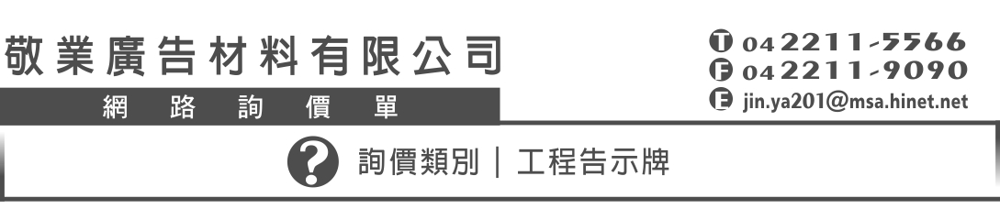 敬業廣告材料有限公司
網路詢價單
T 04 2211-5566
F 04 2211-9090
E jin.ya201@msa.hinet.net
? 詢價類別｜工程告示牌